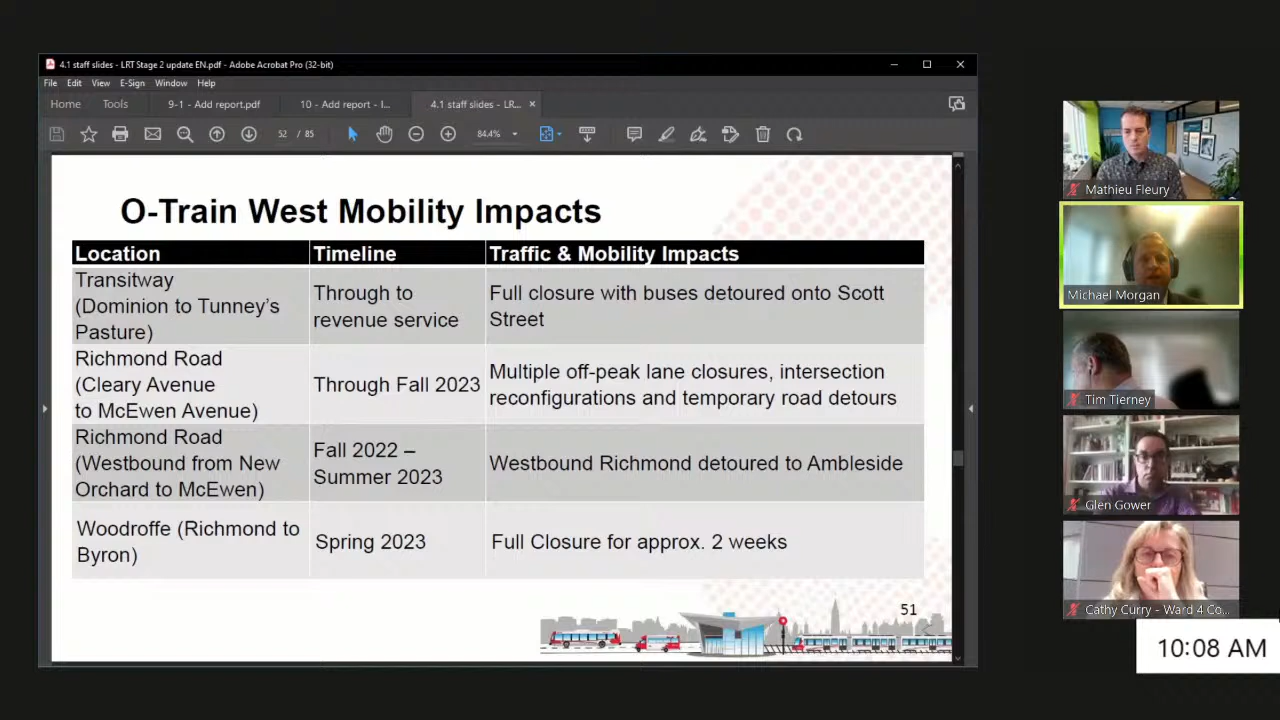 4.1 staff slides - LRT Stage 2 update EN.pdf - Adobe Acrobat Pro (32-bit)
File Edit View E-Sign Window Help
Home Tools 9-1 - Add report.pdf 10 - Add report - I... 4.1 staff slides - LR...
52 / 85 84.4%
O-Train West Mobility Impacts
Location Timeline Traffic & Mobility Impacts
Transitway
(Dominion to Tunney's
Pasture)
Through to
revenue service
Full closure with buses detoured onto Scott
Street
Richmond Road
(Cleary Avenue
to McEwen Avenue)
Through Fall 2023
Multiple off-peak lane closures, intersection
reconfigurations and temporary road detours
Richmond Road
(Westbound from New
Orchard to McEwen)
Fall 2022 –
Summer 2023
Westbound Richmond detoured to Ambleside
Woodroffe (Richmond to
Byron)
Spring 2023
Full Closure for approx. 2 weeks
51
Mathieu Fleury
Michael Morgan
Tim Tierney
Glen Gower
Cathy Curry - Ward 4 Co...
10:08 AM